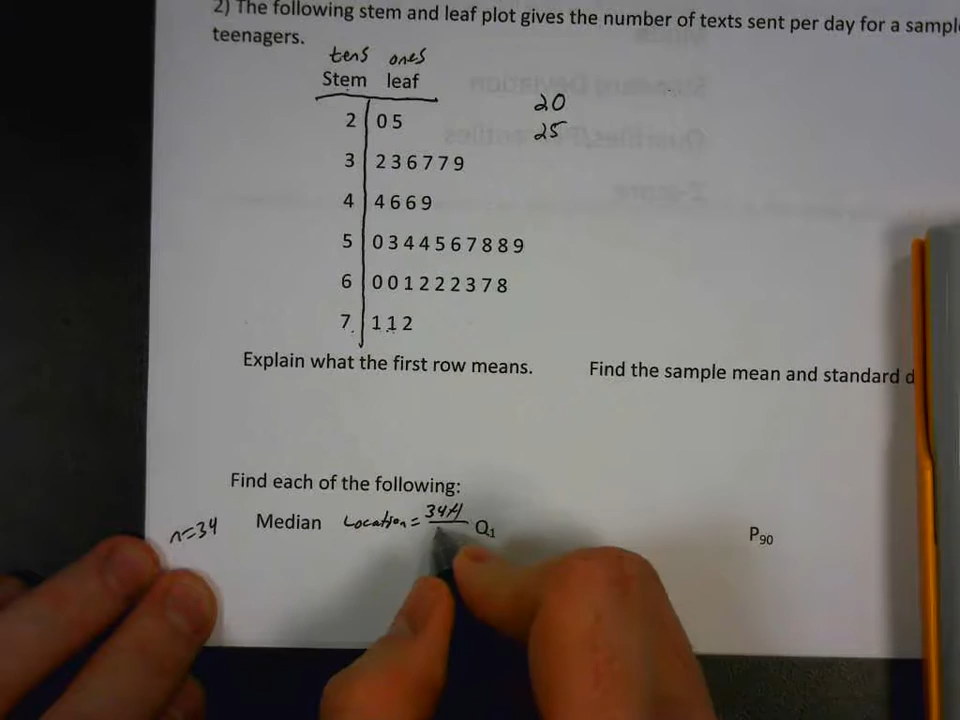 2) The following stem and leaf plot gives the number of texts sent per day for a sampl
teenagers.
tens ones
Stem leaf
20
2 0 5
25
3 2 3 6 7 7 9
4 4 6 6 9
5 0 3 4 4 5 6 7 8 8 9
6 0 0 1 2 2 2 3 7 8
7 1 1 2
Explain what the first row means. Find the sample mean and standard d
Find each of the following:
n=34 Median Location = 34+1 Q1 P90